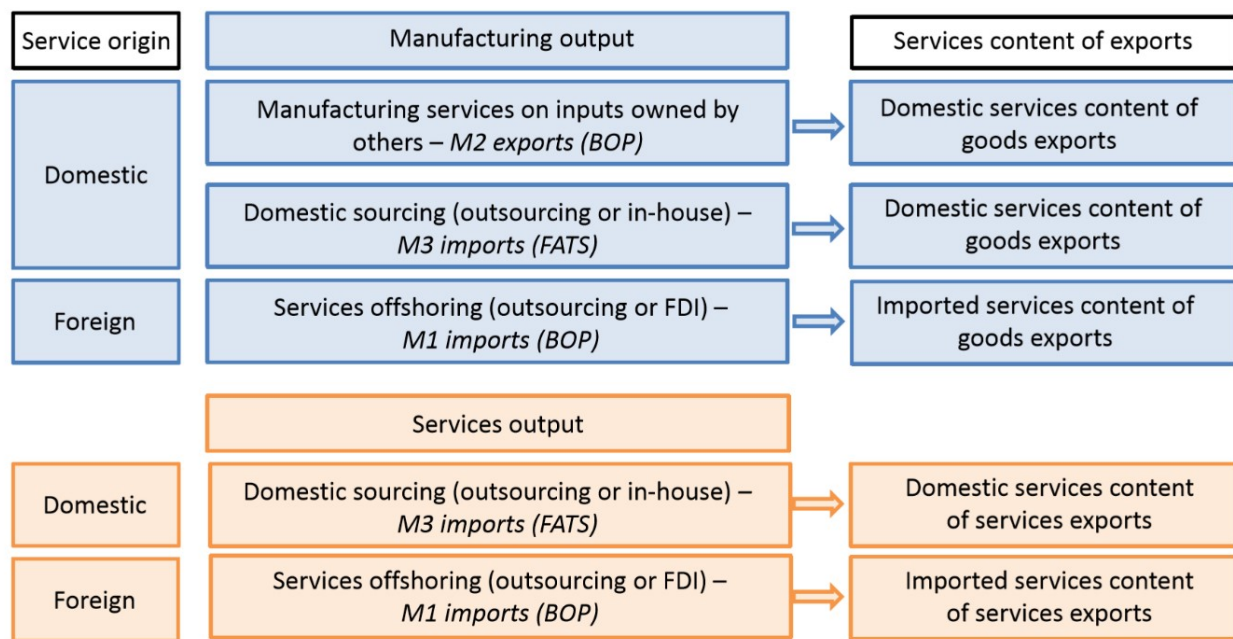 Service origin
Manufacturing output
Services content of exports
Domestic
Manufacturing services on inputs owned by
others – M2 exports (BOP)
Domestic services content of
goods exports
Domestic sourcing (outsourcing or in-house) –
M3 imports (FATS)
Domestic services content of
goods exports
Foreign
Services offshoring (outsourcing or FDI) –
M1 imports (BOP)
Imported services content of
goods exports
Services output
Domestic
Domestic sourcing (outsourcing or in-house) –
M3 imports (FATS)
Domestic services content
of services exports
Foreign
Services offshoring (outsourcing or FDI) –
M1 imports (BOP)
Imported services content
of services exports